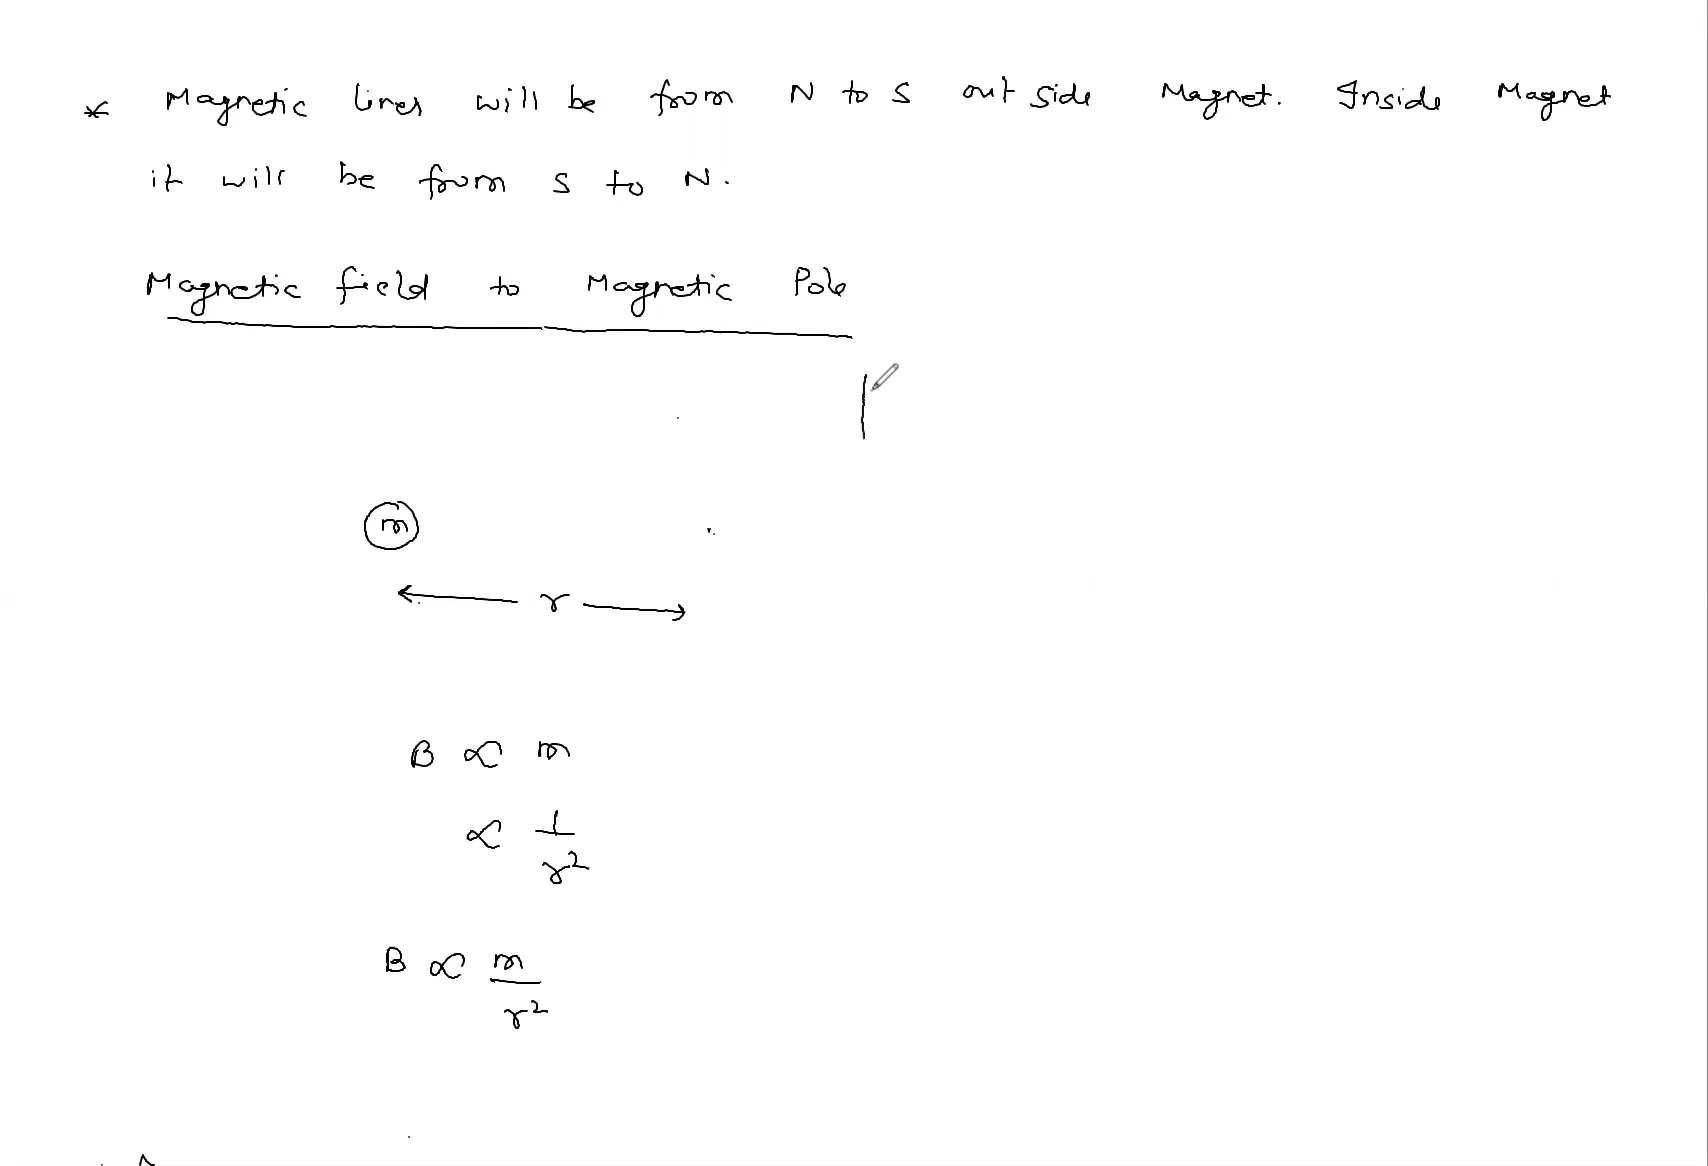 * Magnetic lines will be from N to S out side Magnet. Inside Magnet
it will be from S to N.
Magnetic field to Magnetic Pole
m
r
B ∝ m
∝ 1/r²
B ∝ m/r²